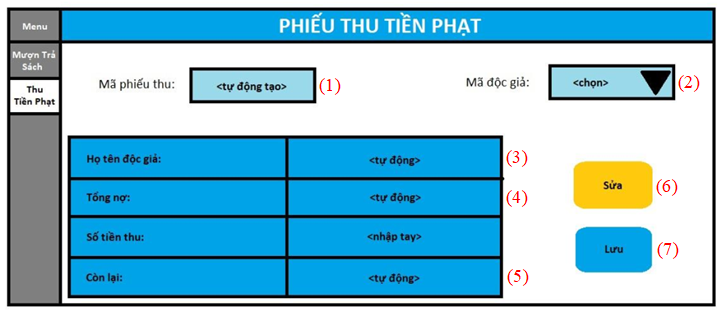 Menu
PHIẾU THU TIỀN PHẠT
Mượn Trả
Sách
Thu
Tiền Phạt
Mã phiếu thu:
<tự động tạo>
(1)
Mã độc giả:
<chọn>
(2)
Họ tên độc giả:
<tự động>
(3)
Tổng nợ:
<tự động>
(4)
Số tiền thu:
<nhập tay>
Còn lại:
<tự động>
(5)
Sửa
(6)
Lưu
(7)